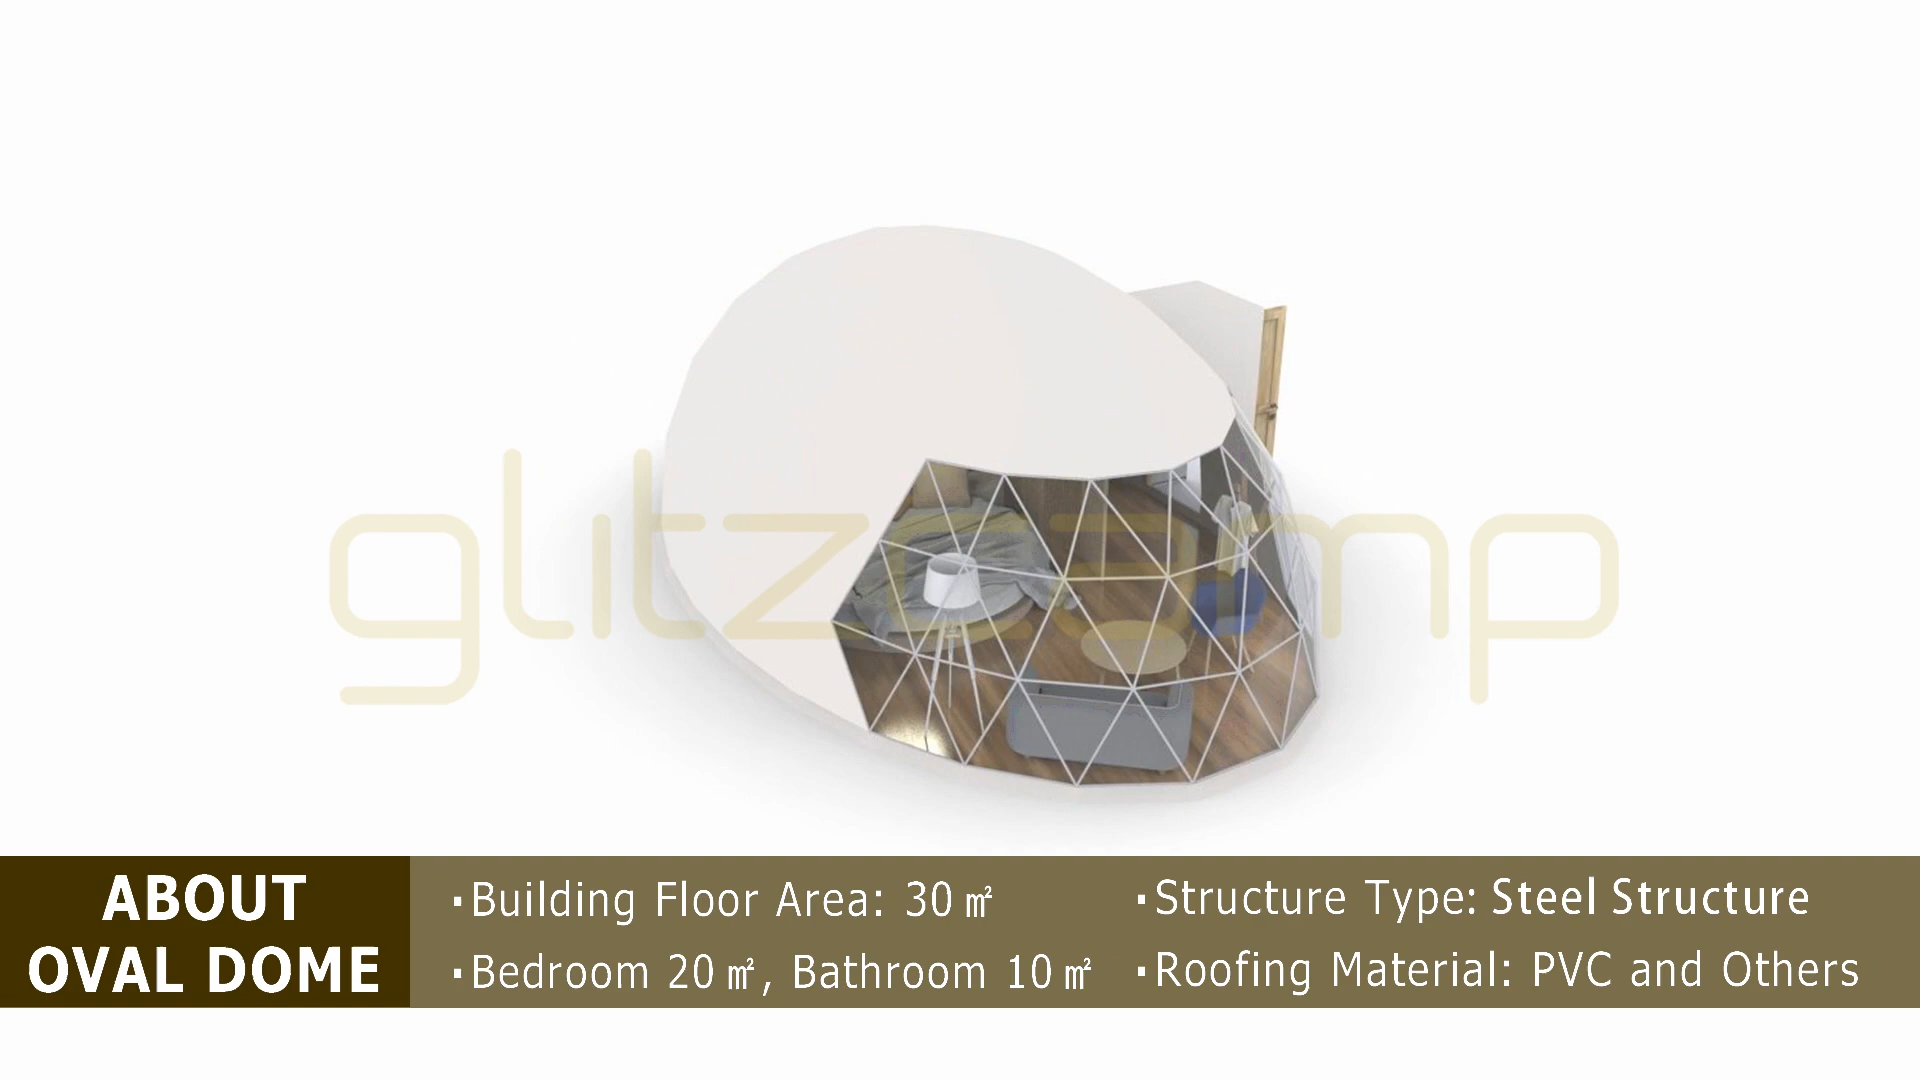 glitzcamp
ABOUT
OVAL DOME
·Building Floor Area: 30㎡
·Bedroom 20㎡, Bathroom 10㎡
·Structure Type: Steel Structure
·Roofing Material: PVC and Others